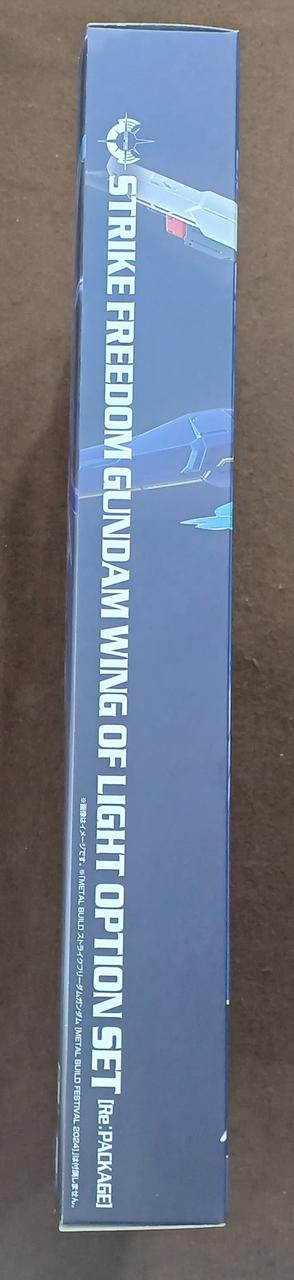 STRIKE FREEDOM GUNDAM WING OF LIGHT OPTION SET [Re:PACKAGE]
※画像はイメージです。※「METAL BUILD ストライクフリーダムガンダム [METAL BUILD FESTIVAL 2024]」は付属しません。